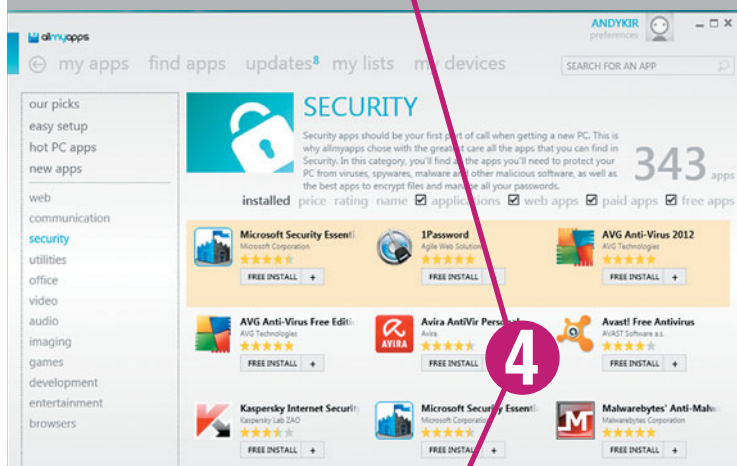 allmyapps
ANDYKIR
preferences
my apps find apps updates8 my lists my devices
SEARCH FOR AN APP
our picks
easy setup
hot PC apps
new apps
web
communication
security
utilities
office
video
audio
imaging
games
development
entertainment
browsers
SECURITY
Security apps should be your first port of call when getting a new PC. This is
why allmyapps chose with the greatest care all the apps that you can find in
Security. In this category, you'll find all the apps you'll need to protect your
PC from viruses, spywares, malware and other malicious software, as well as
the best apps to encrypt files and manage all your passwords.
343 apps
installed price rating name applications web apps paid apps free apps
Microsoft Security Essenti
Microsoft Corporation
FREE INSTALL +
1Password
Agile Web Solutions
FREE INSTALL +
AVG Anti-Virus 2012
AVG Technologies
FREE INSTALL +
AVG Anti-Virus Free Editi
AVG Technologies
FREE INSTALL +
AVIRA
Avira AntiVir Personal
Avira
FREE INSTALL +
Avast! Free Antivirus
AVAST Software a.s.
FREE INSTALL +
4
Kaspersky Internet Securit
Kaspersky Lab ZAO
FREE INSTALL +
Microsoft Security Essenti
Microsoft Corporation
FREE INSTALL +
Malwarebytes' Anti-Malw
Malwarebytes Corporation
FREE INSTALL +